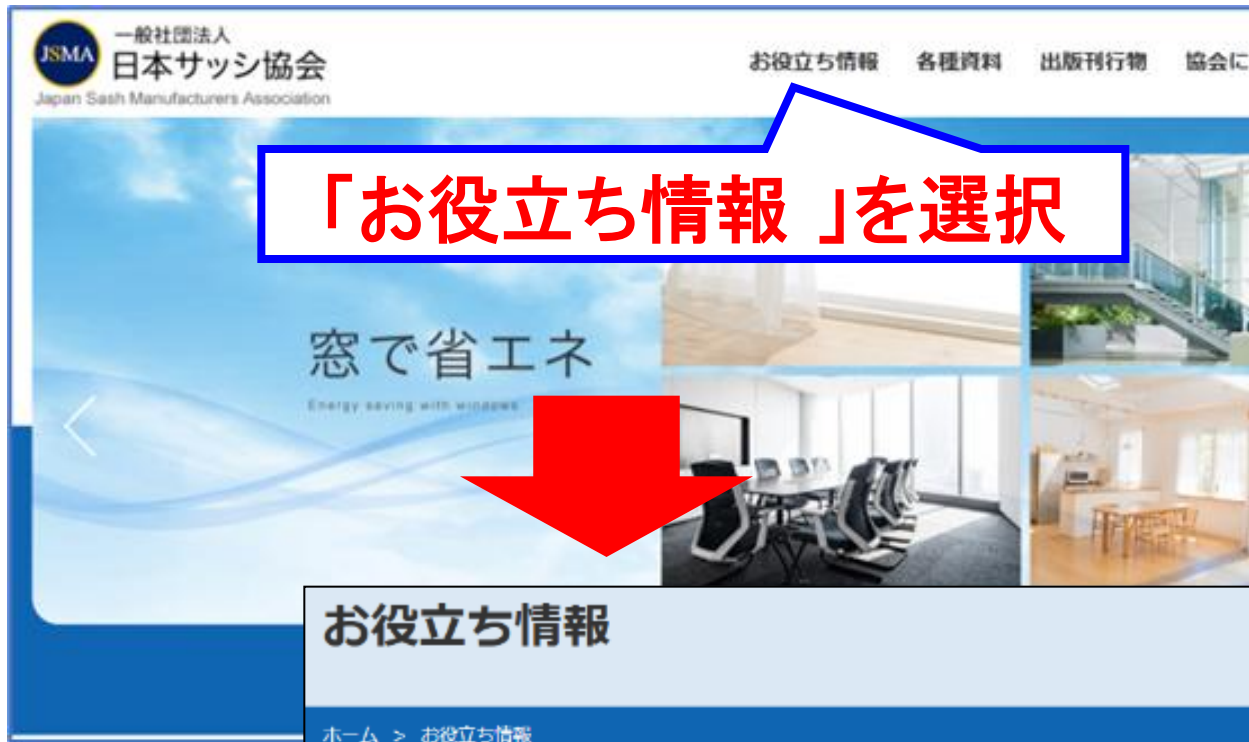 JSMA
一般社団法人
日本サッシ協会
Japan Sash Manufacturers Association
お役立ち情報 各種資料 出版刊行物 協会に
「お役立ち情報 」を選択
窓で省エネ
Energy saving with windows
お役立ち情報
ホーム > お役立ち情報